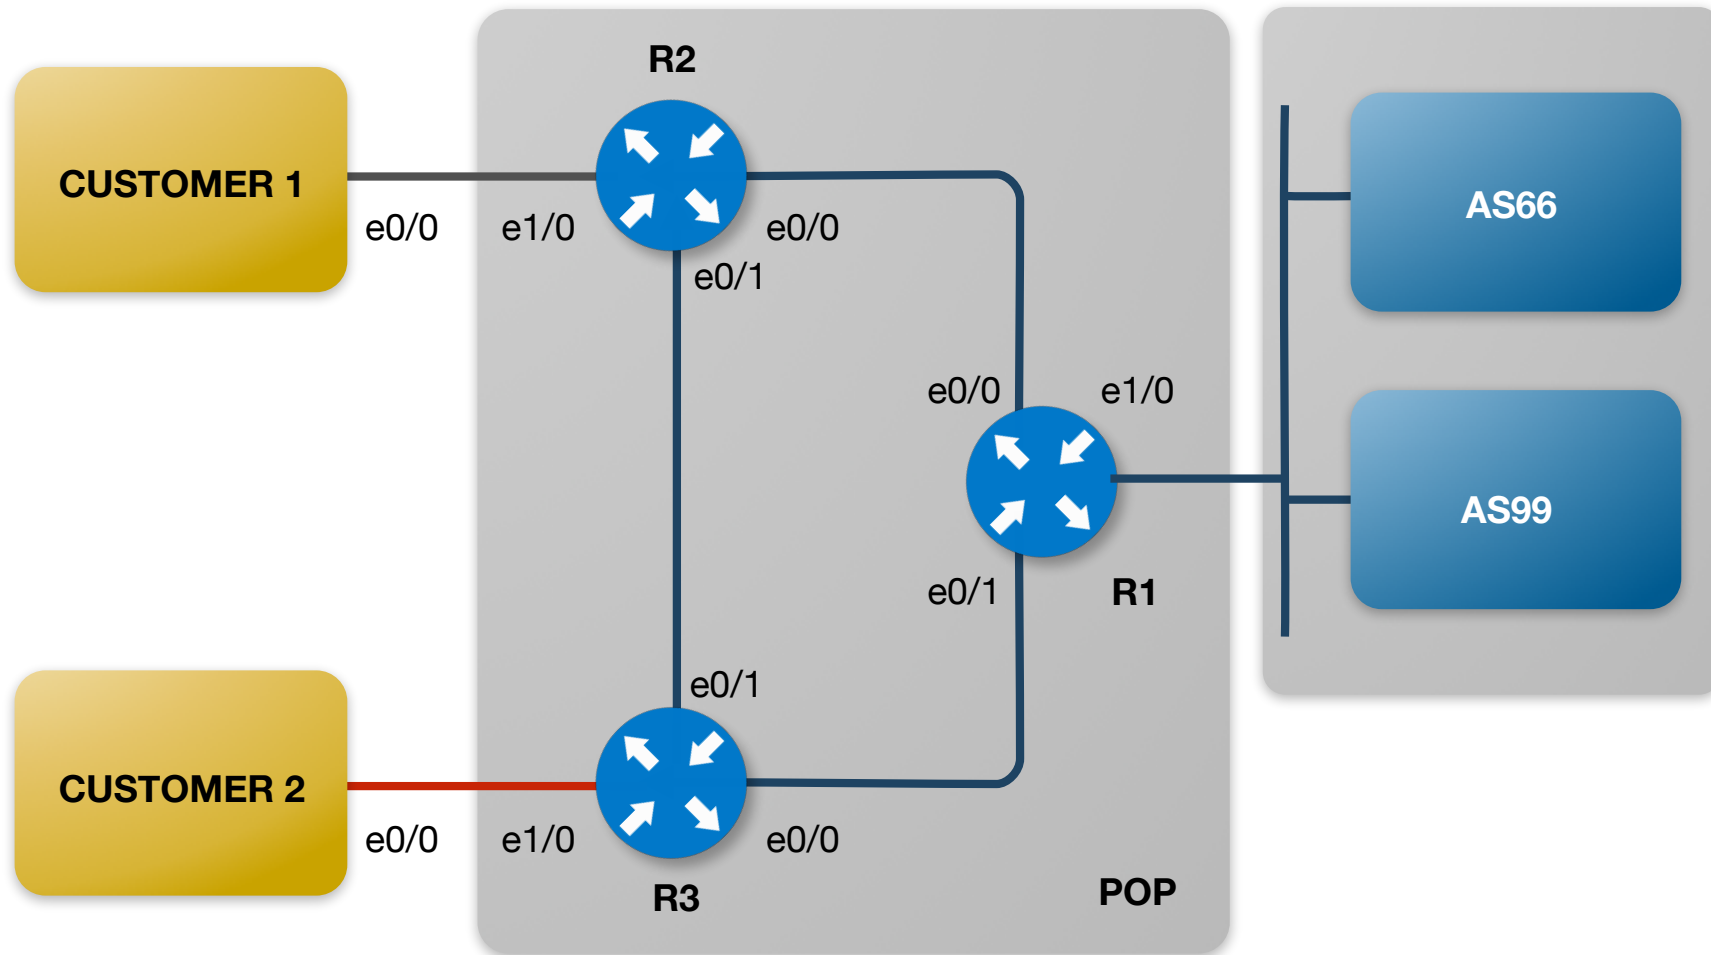 R2
CUSTOMER 1
e0/0
e1/0
e0/0
e0/1
AS66
e0/0
e1/0
AS99
e0/1
R1
e0/1
CUSTOMER 2
e0/0
e1/0
e0/0
R3
POP